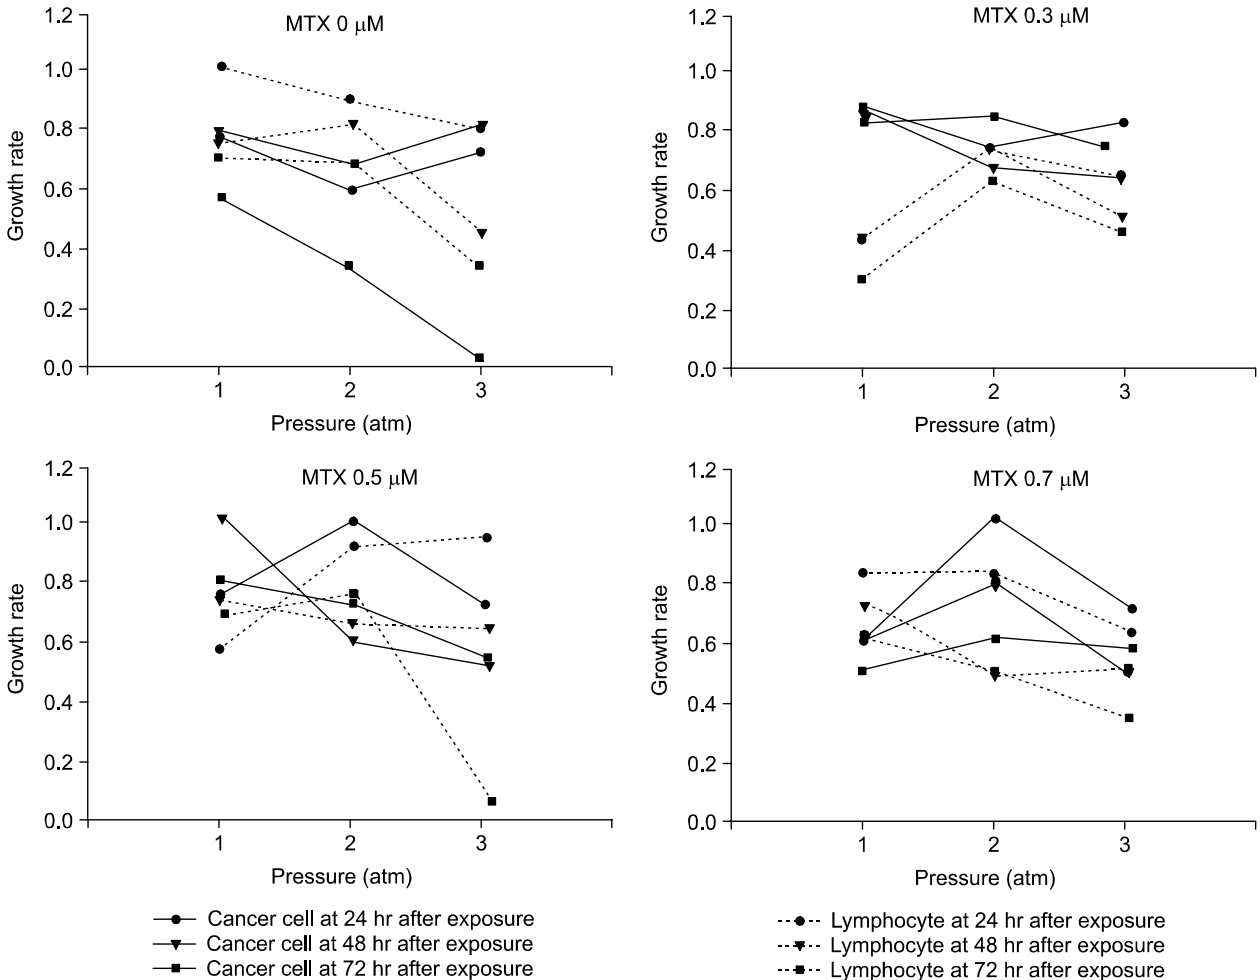 MTX 0 μM
1.2
1.0
0.8
0.6
0.4
0.2
0.0
Growth rate
1 2 3
Pressure (atm)
MTX 0.3 μM
1.2
1.0
0.8
0.6
0.4
0.2
0.0
Growth rate
1 2 3
Pressure (atm)
MTX 0.5 μM
1.2
1.0
0.8
0.6
0.4
0.2
0.0
Growth rate
1 2 3
Pressure (atm)
MTX 0.7 μM
1.2
1.0
0.8
0.6
0.4
0.2
0.0
Growth rate
1 2 3
Pressure (atm)
Cancer cell at 24 hr after exposure
Cancer cell at 48 hr after exposure
Cancer cell at 72 hr after exposure
Lymphocyte at 24 hr after exposure
Lymphocyte at 48 hr after exposure
Lymphocyte at 72 hr after exposure